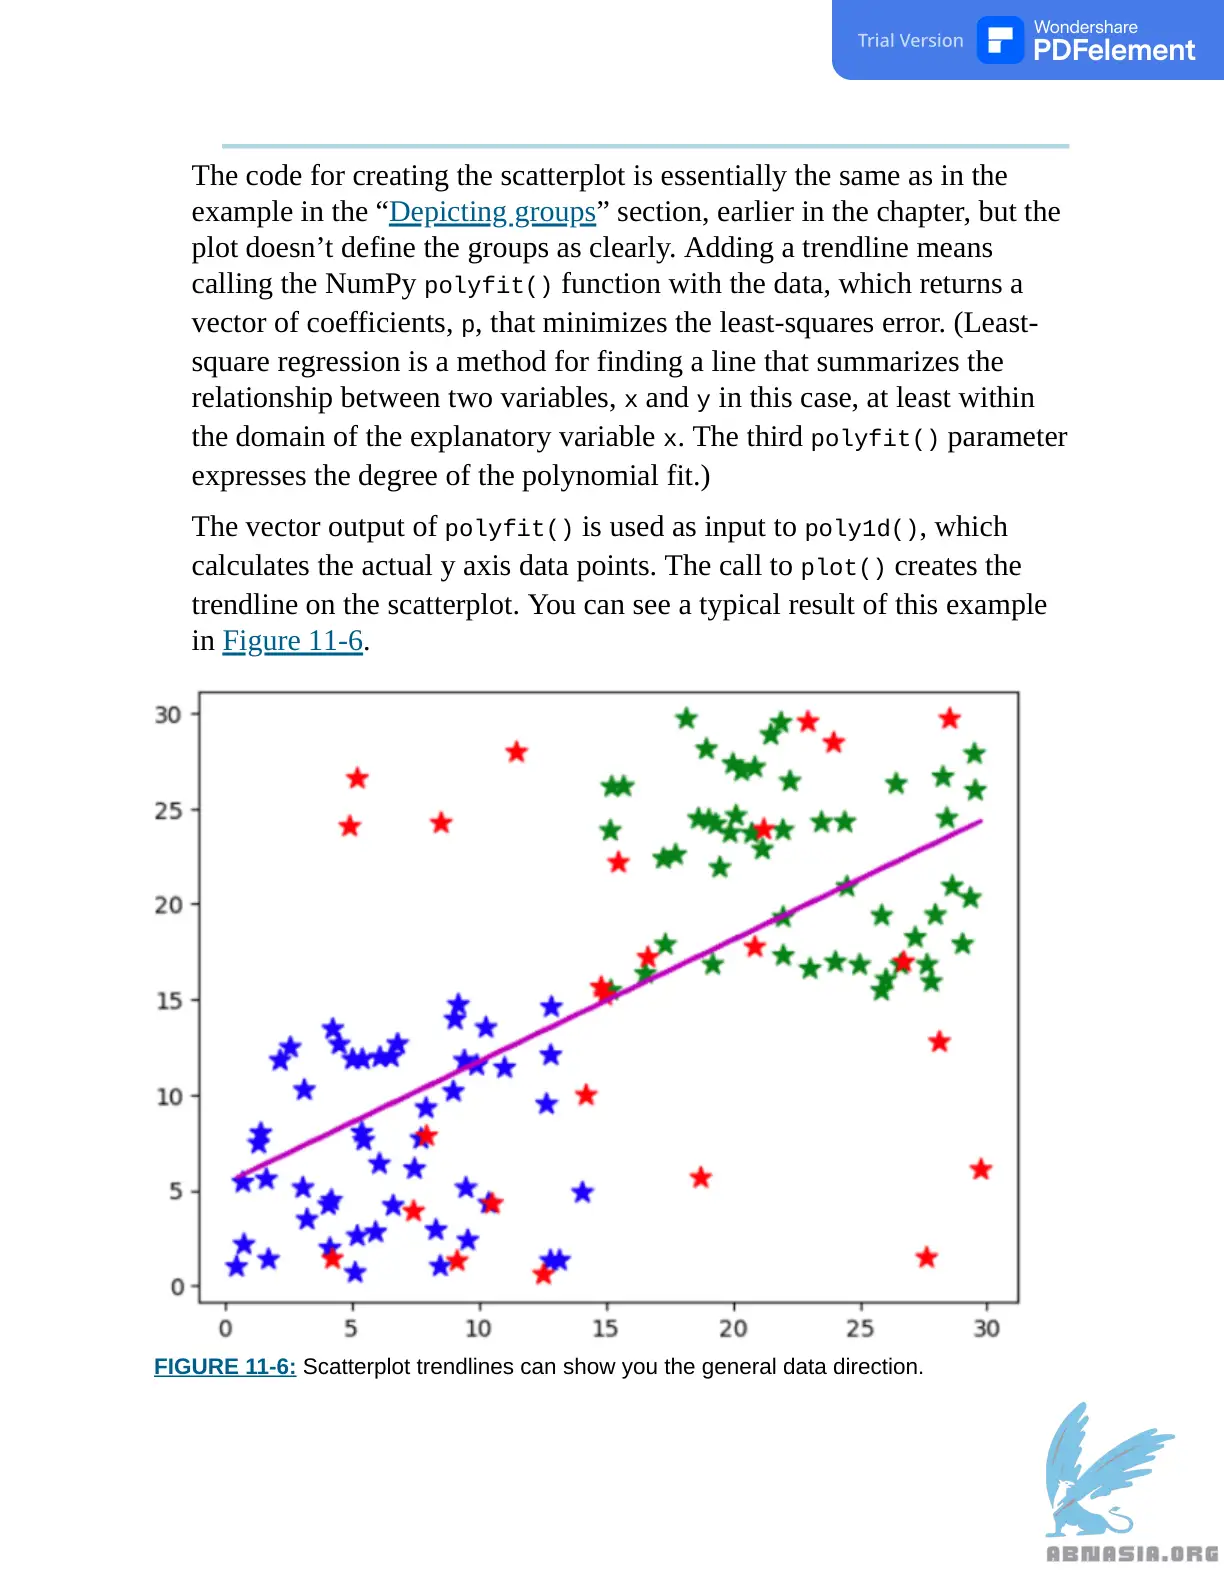 Trial Version
Wondershare
PDFelement
The code for creating the scatterplot is essentially the same as in the
example in the “Depicting groups” section, earlier in the chapter, but the
plot doesn’t define the groups as clearly. Adding a trendline means
calling the NumPy polyfit() function with the data, which returns a
vector of coefficients, p, that minimizes the least-squares error. (Least-
square regression is a method for finding a line that summarizes the
relationship between two variables, x and y in this case, at least within
the domain of the explanatory variable x. The third polyfit() parameter
expresses the degree of the polynomial fit.)
The vector output of polyfit() is used as input to poly1d(), which
calculates the actual y axis data points. The call to plot() creates the
trendline on the scatterplot. You can see a typical result of this example
in Figure 11-6.
30
25
20
15
10
5
0
0 5 10 15 20 25 30
FIGURE 11-6: Scatterplot trendlines can show you the general data direction.
ABNASIA.ORG